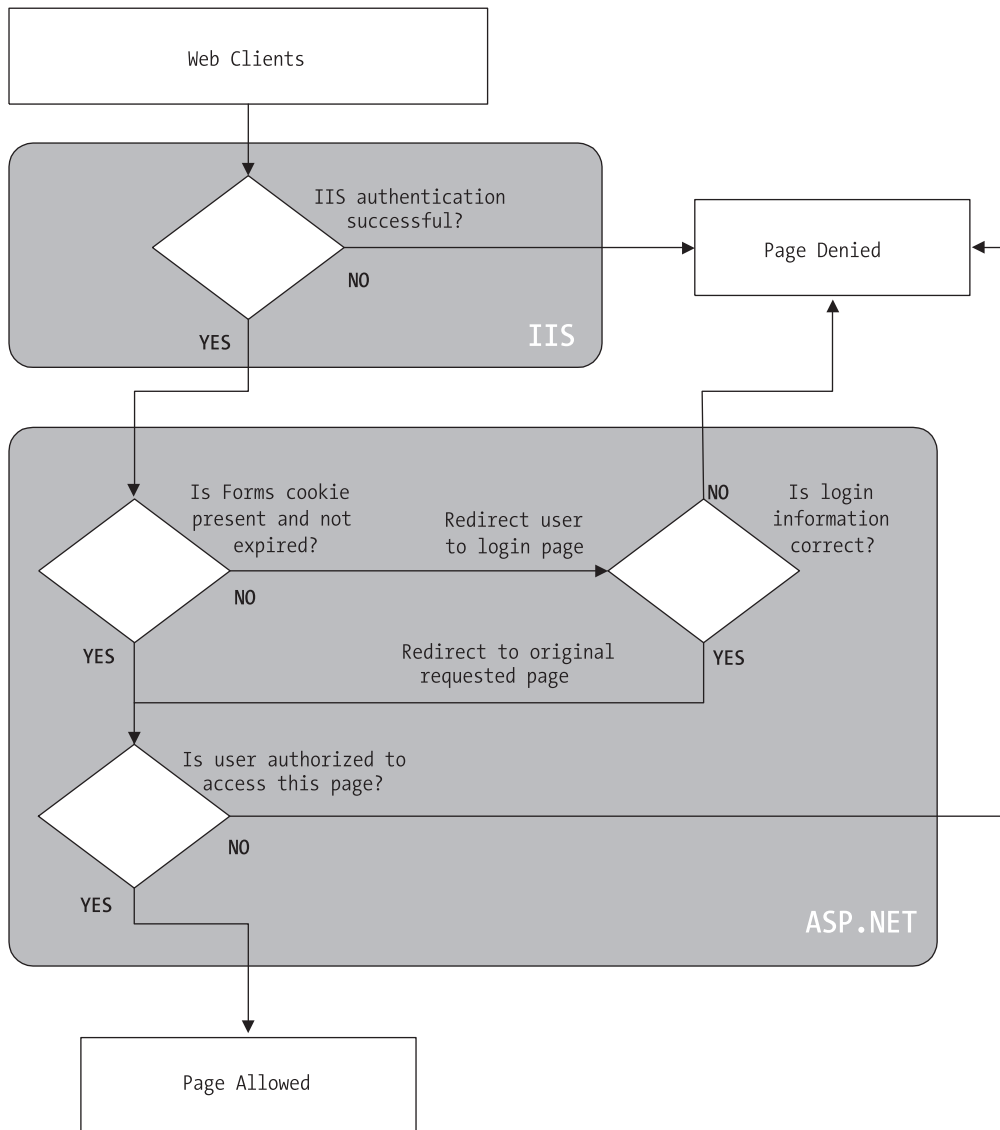 Web Clients
IIS authentication
successful?
NO
YES
IIS
Page Denied
Is Forms cookie
present and not
expired?
NO
YES
Redirect user
to login page
NO
Is login
information
correct?
YES
Redirect to original
requested page
Is user authorized to
access this page?
NO
YES
ASP.NET
Page Allowed